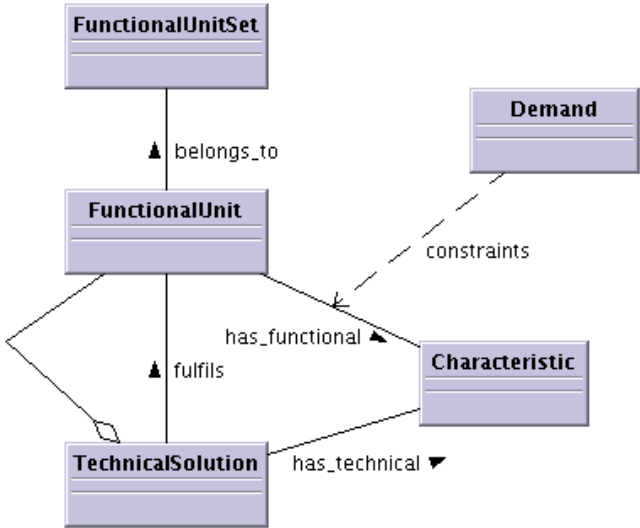 FunctionalUnitSet
Demand
belongs_to
FunctionalUnit
constraints
has_functional
Characteristic
fulfils
TechnicalSolution
has_technical